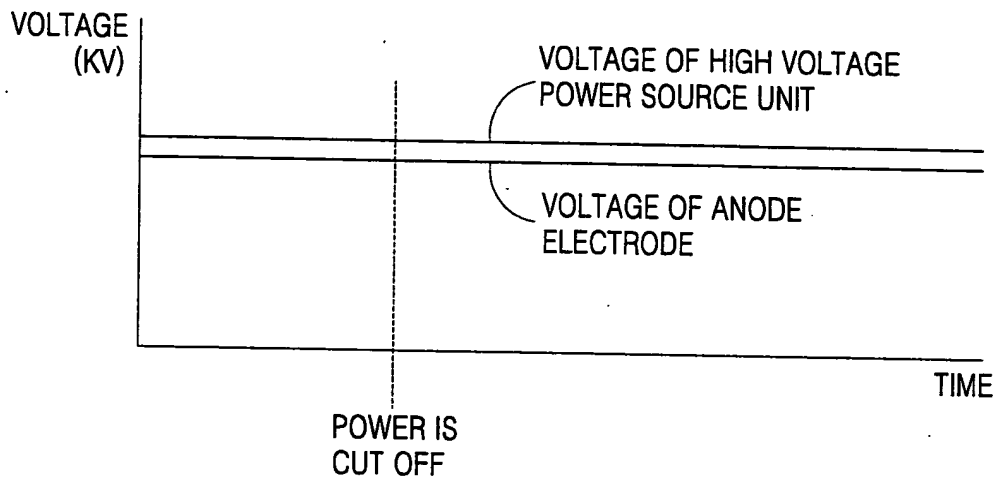 VOLTAGE
(KV)
VOLTAGE OF HIGH VOLTAGE
POWER SOURCE UNIT
VOLTAGE OF ANODE
ELECTRODE
TIME
POWER IS
CUT OFF